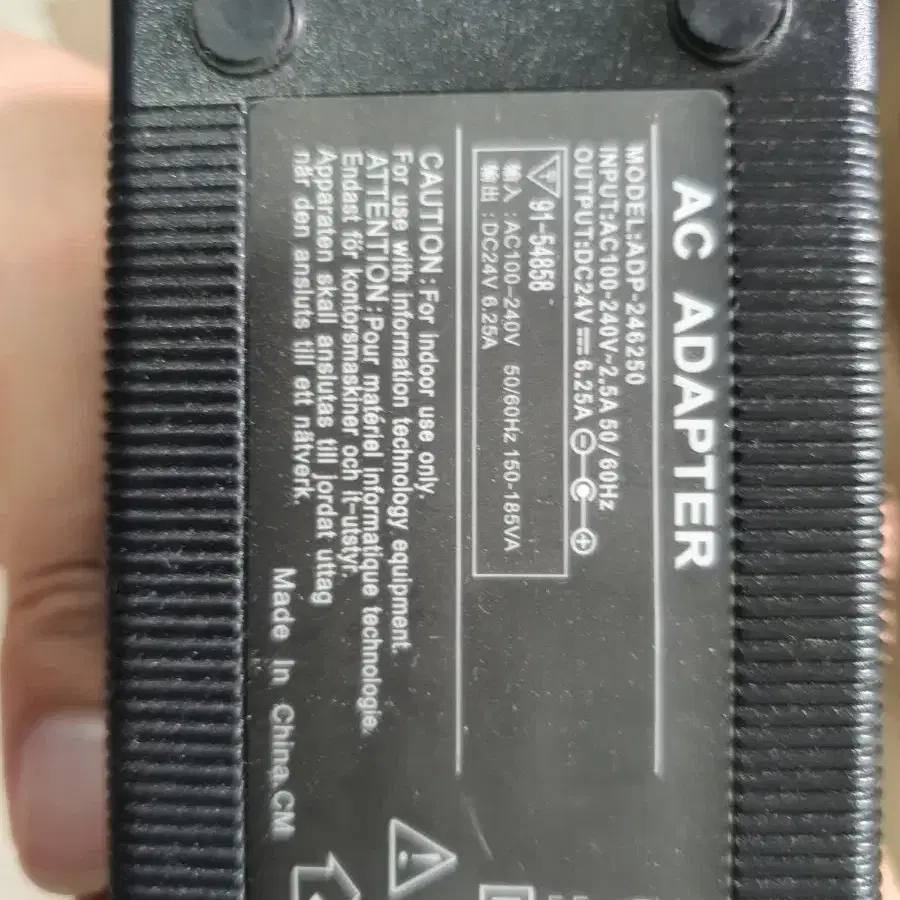 AC ADAPTER
MODEL:ADP-246250
INPUT:AC100-240V~2.5A 50/60Hz
OUTPUT:DC24V⎓6.25A
91-54858
輸入:AC100-240V 50/60Hz 150-185VA
輸出:DC24V 6.25A
CAUTION:For indoor use only.
For use with information technology equipment.
ATTENTION:Pour matériel informatique technologie.
Endast för kontorsmaskiner och it-utstyr.
Apparaten skall anslutas till jordat uttag
når den ansluts till ett nätverk.
Made In China.CM